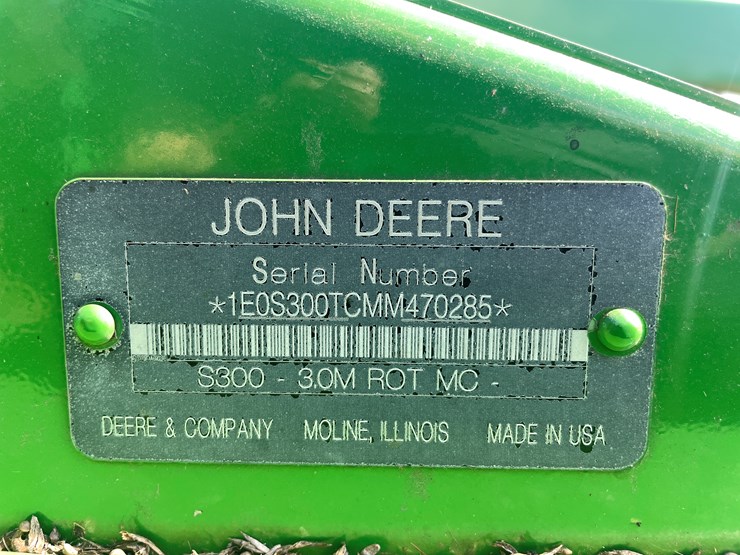 JOHN DEERE
Serial Number
*1E0S300TCMM470285*
S300 - 3.0M ROT MC -
DEERE & COMPANY MOLINE, ILLINOIS MADE IN USA